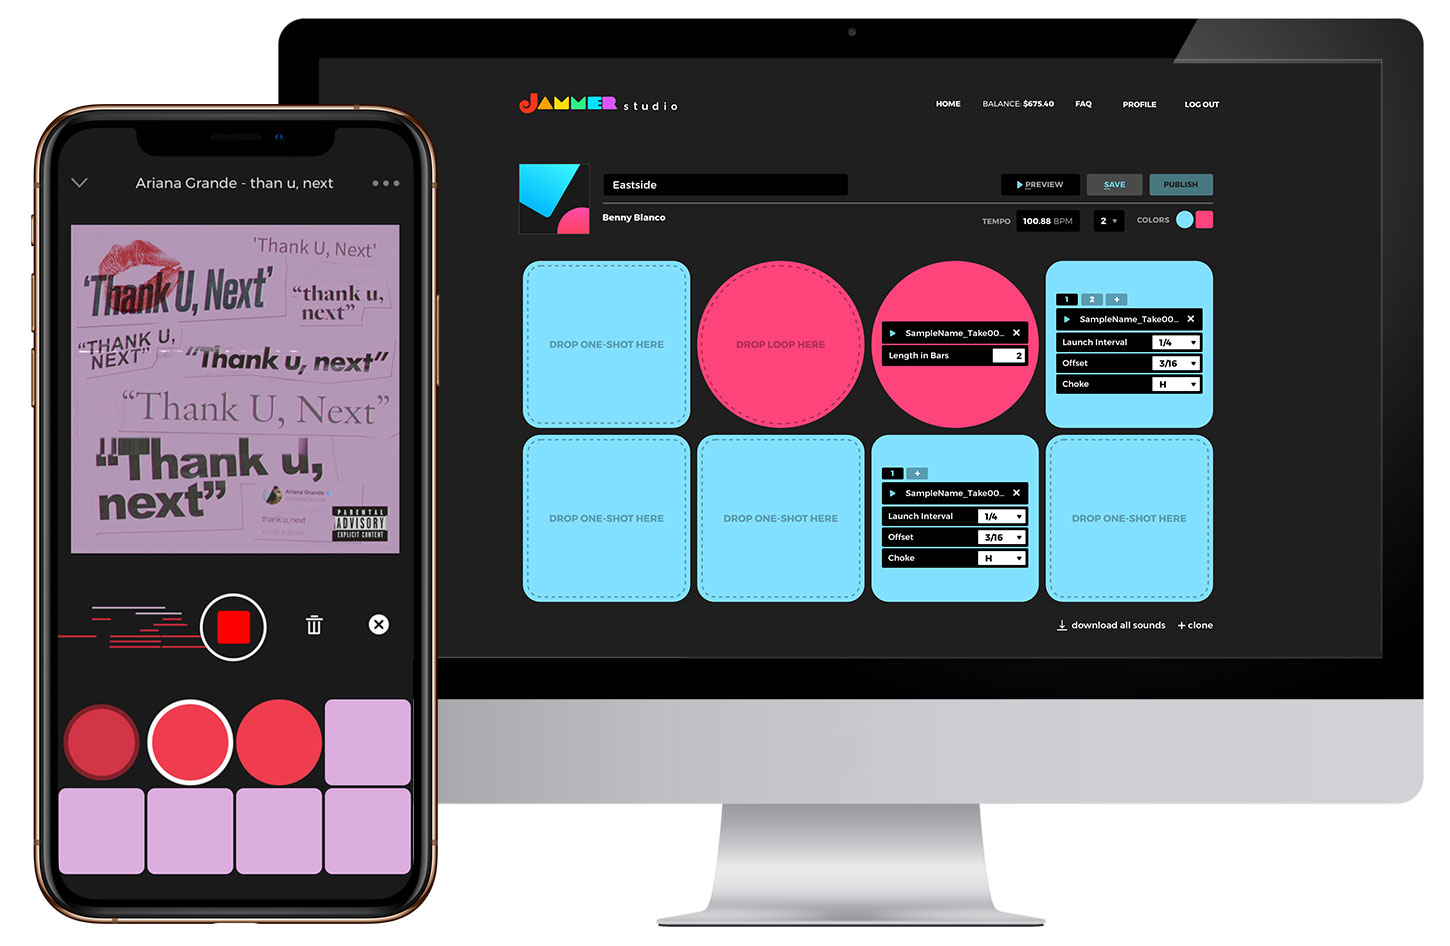 Ariana Grande - than u, next
'Thank U, Next'
'Thank U, Next'
“thank u,
next”
“THANK U,
NEXT”
“Thank u, next”
“Thank U, Next”
“Thank u,
next”
Ariana Grande
thank u, next
PARENTAL
ADVISORY
EXPLICIT CONTENT
JAMMER studio
HOME
BALANCE: $675.40
FAQ
PROFILE
LOG OUT
Eastside
PREVIEW
SAVE
PUBLISH
Benny Blanco
TEMPO
100.88 BPM
2
COLORS
DROP ONE-SHOT HERE
DROP LOOP HERE
SampleName_Take00...
Length in Bars 2
1 2 +
SampleName_Take00...
Launch Interval 1/4
Offset 3/16
Choke H
DROP ONE-SHOT HERE
DROP ONE-SHOT HERE
1 +
SampleName_Take00...
Launch Interval 1/4
Offset 3/16
Choke H
DROP ONE-SHOT HERE
download all sounds
+ clone